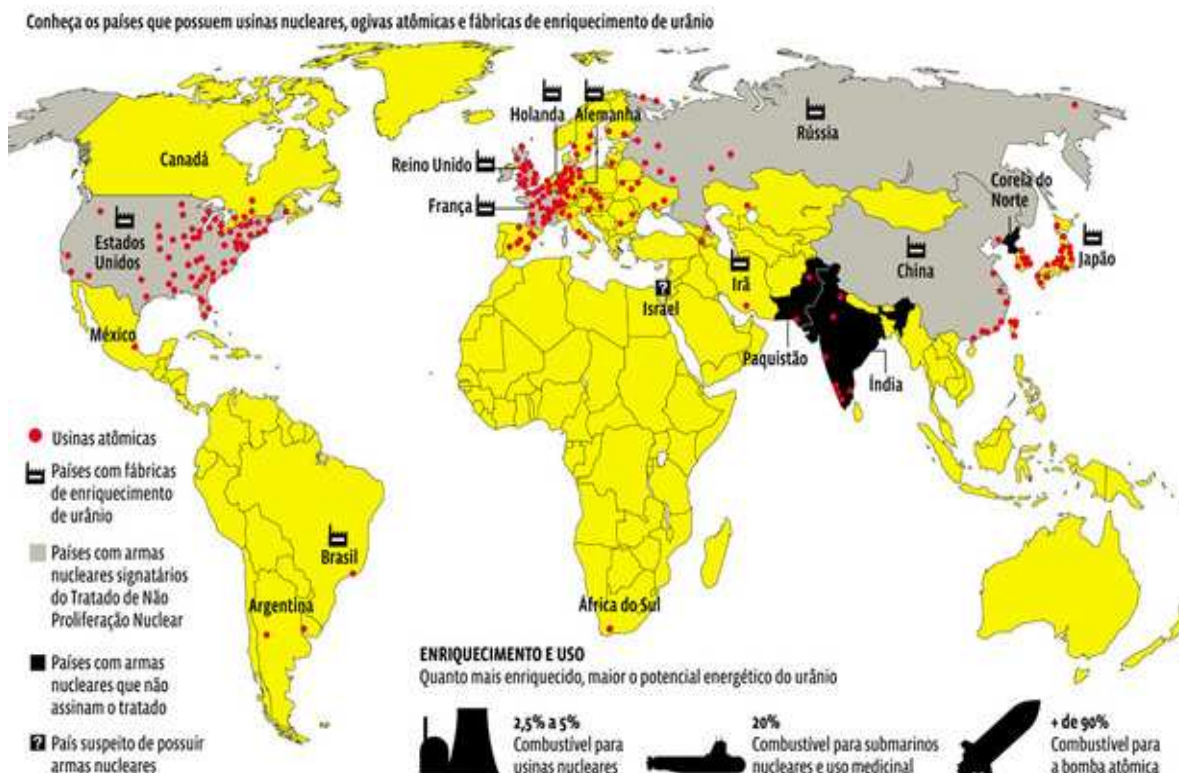 Conheça os países que possuem usinas nucleares, ogivas atômicas e fábricas de enriquecimento de urânio
Holanda
Alemanha
Rússia
Canadá
Reino Unido
Coreia do
Norte
França
Estados
Unidos
China
Japão
Irã
Israel
México
Paquistão
Índia
Brasil
Argentina
África do Sul
Usinas atômicas
Países com fábricas
de enriquecimento
de urânio
Países com armas
nucleares signatários
do Tratado de Não
Proliferação Nuclear
Países com armas
nucleares que não
assinam o tratado
? País suspeito de possuir
armas nucleares
ENRIQUECIMENTO E USO
Quanto mais enriquecido, maior o potencial energético do urânio
2,5% a 5%
Combustível para
usinas nucleares
20%
Combustível para submarinos
nucleares e uso medicinal
+ de 90%
Combustível para
a bomba atômica